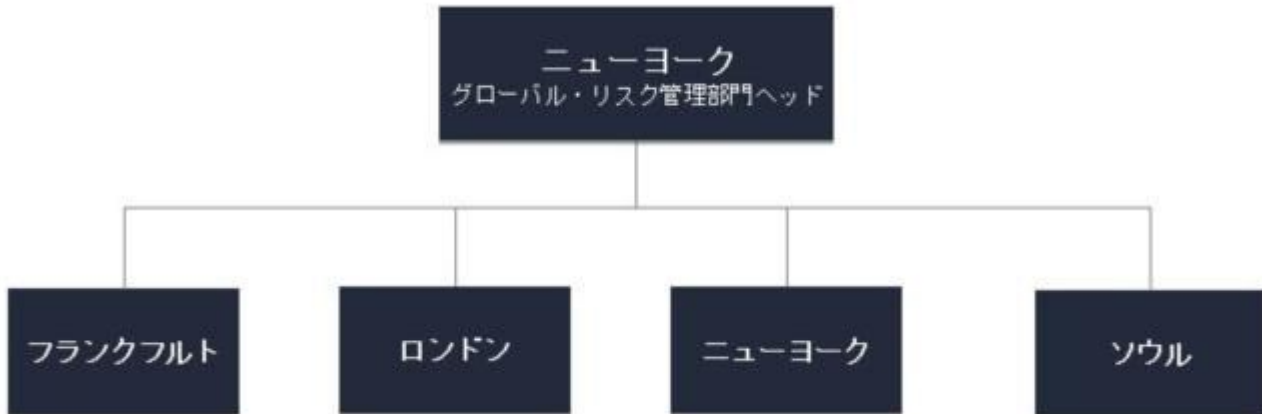 ニューヨーク
グローバル・リスク管理部門ヘッド
フランクフルト
ロンドン
ニューヨーク
ソウル